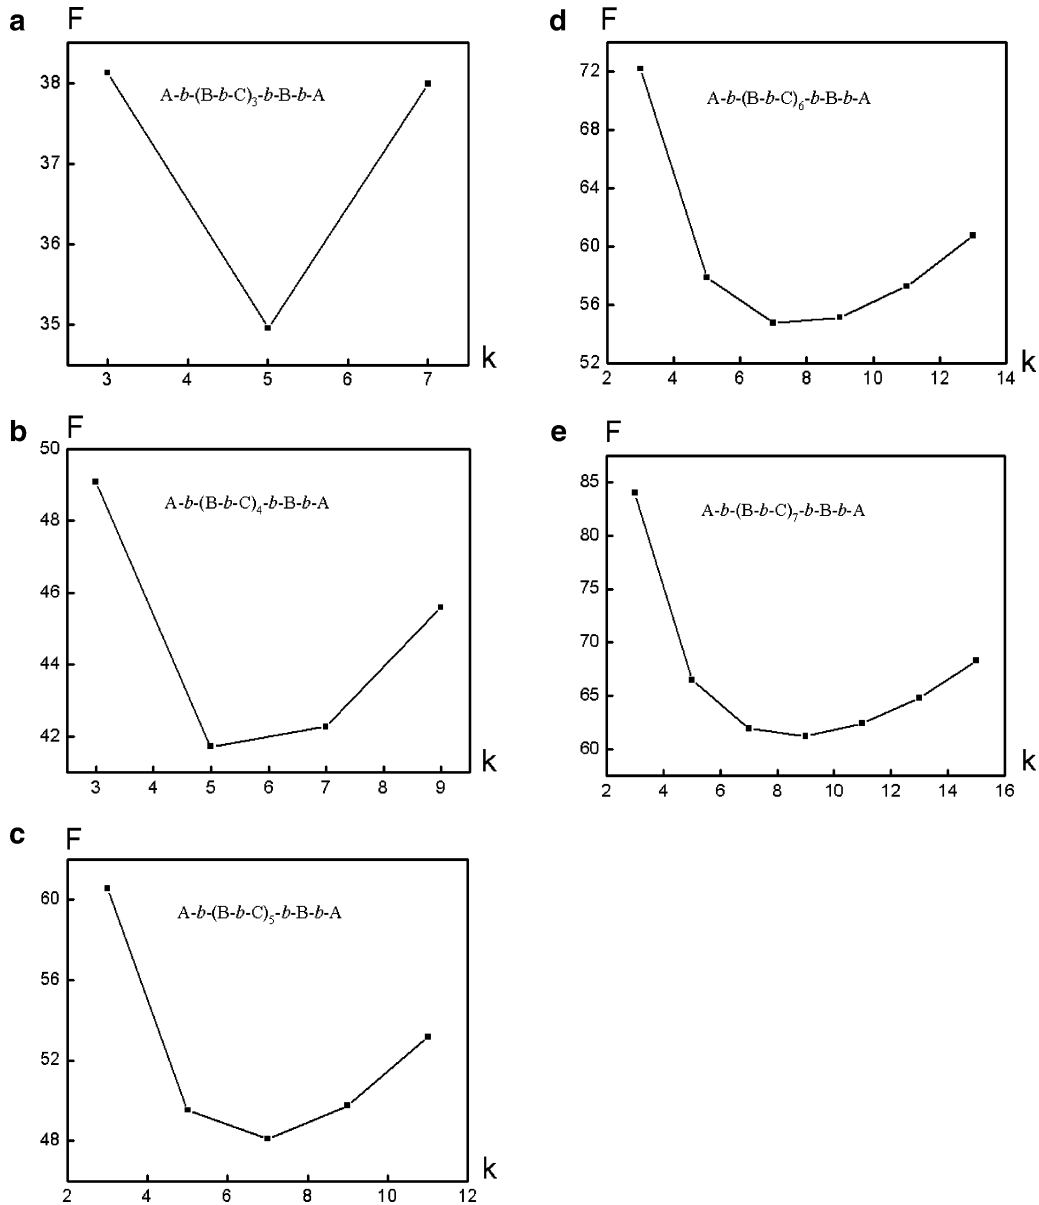 a
F
38
37
36
35
A-b-(B-b-C)3-b-B-b-A
3 4 5 6 7
k
b
F
50
48
46
44
42
A-b-(B-b-C)4-b-B-b-A
3 4 5 6 7 8 9
k
c
F
60
56
52
48
A-b-(B-b-C)5-b-B-b-A
2 4 6 8 10 12
k
d
F
72
68
64
60
56
52
A-b-(B-b-C)6-b-B-b-A
2 4 6 8 10 12 14
k
e
F
85
80
75
70
65
60
A-b-(B-b-C)7-b-B-b-A
2 4 6 8 10 12 14 16
k